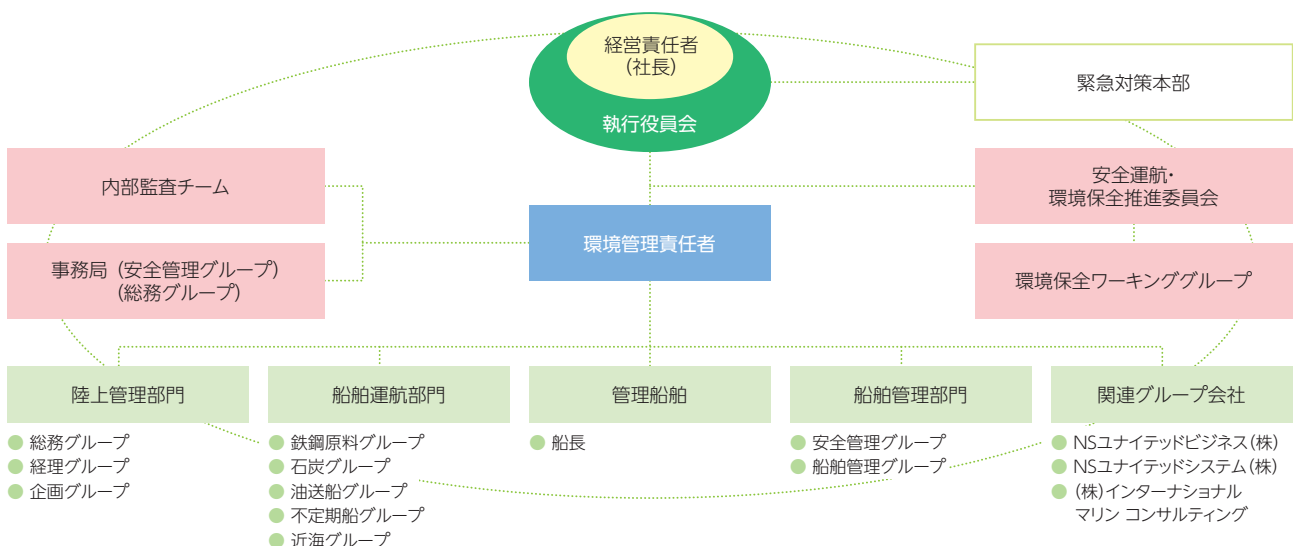 経営責任者
(社長)
執行役員会
緊急対策本部
内部監査チーム
安全運航・
環境保全推進委員会
環境管理責任者
事務局 (安全管理グループ)
(総務グループ)
環境保全ワーキンググループ
陸上管理部門
船舶運航部門
管理船舶
船舶管理部門
関連グループ会社
● 総務グループ
● 経理グループ
● 企画グループ
● 鉄鋼原料グループ
● 石炭グループ
● 油送船グループ
● 不定期船グループ
● 近海グループ
● 船長
● 安全管理グループ
● 船舶管理グループ
● NSユナイテッドビジネス(株)
● NSユナイテッドシステム(株)
● (株)インターナショナル
マリン コンサルティング